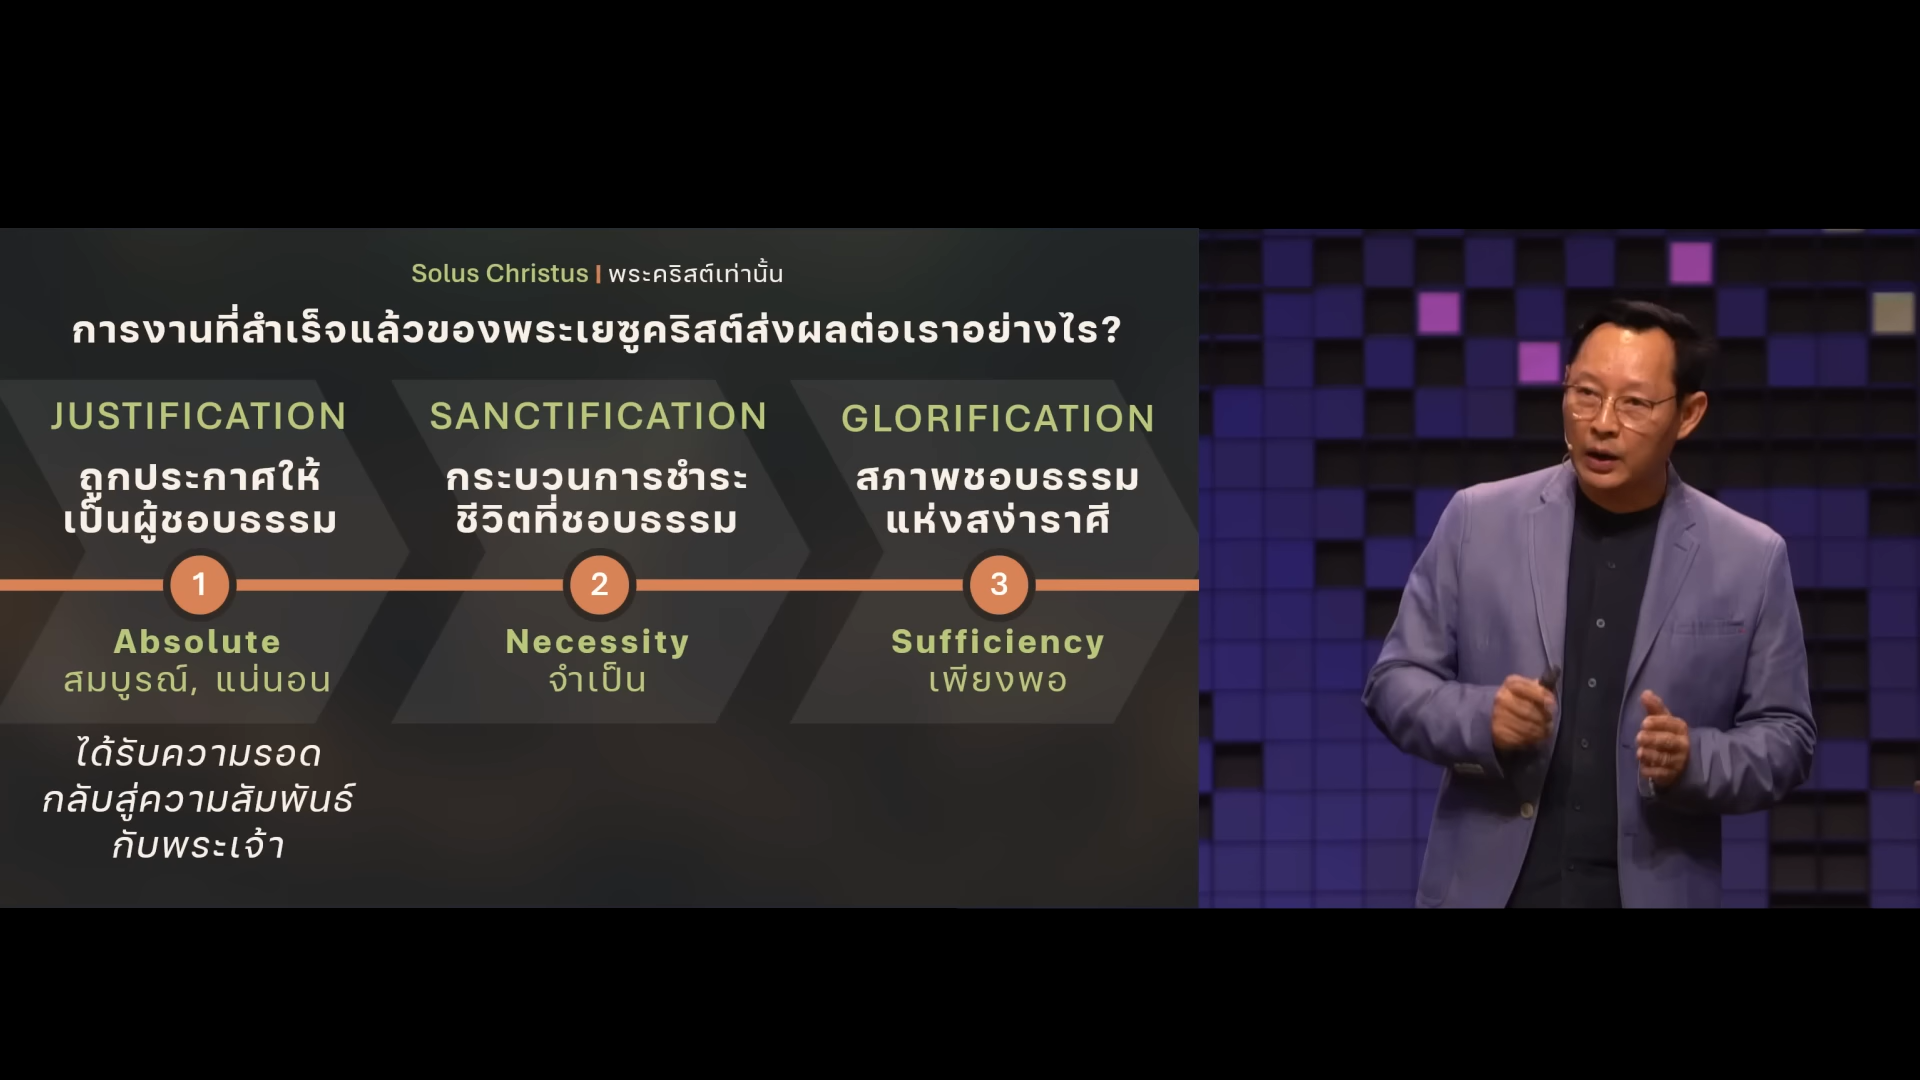 Solus Christus | พระคริสต์เท่านั้น
การงานที่สำเร็จแล้วของพระเยซูคริสต์ส่งผลต่อเราอย่างไร?
JUSTIFICATION
ถูกประกาศให้
เป็นผู้ชอบธรรม
1
Absolute
สมบูรณ์, แน่นอน
ได้รับความรอด
กลับสู่ความสัมพันธ์
กับพระเจ้า
SANCTIFICATION
กระบวนการชำระ
ชีวิตที่ชอบธรรม
2
Necessity
จำเป็น
GLORIFICATION
สภาพชอบธรรม
แห่งสง่าราศี
3
Sufficiency
เพียงพอ